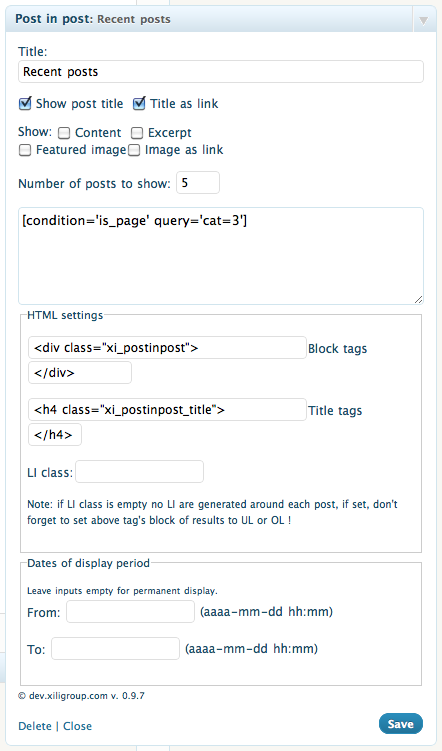 Post in post: Recent posts
Title:
Recent posts
Show post title Title as link
Show: Content Excerpt
Featured image Image as link
Number of posts to show: 5
[condition='is_page' query='cat=3']
HTML settings
<div class="xi_postinpost"> Block tags
</div>
<h4 class="xi_postinpost_title"> Title tags
</h4>
LI class:
Note: if LI class is empty no LI are generated around each post, if set, don't
forget to set above tag's block of results to UL or OL !
Dates of display period
Leave inputs empty for permanent display.
From: (aaaa-mm-dd hh:mm)
To: (aaaa-mm-dd hh:mm)
© dev.xiligroup.com v. 0.9.7
Delete | Close Save